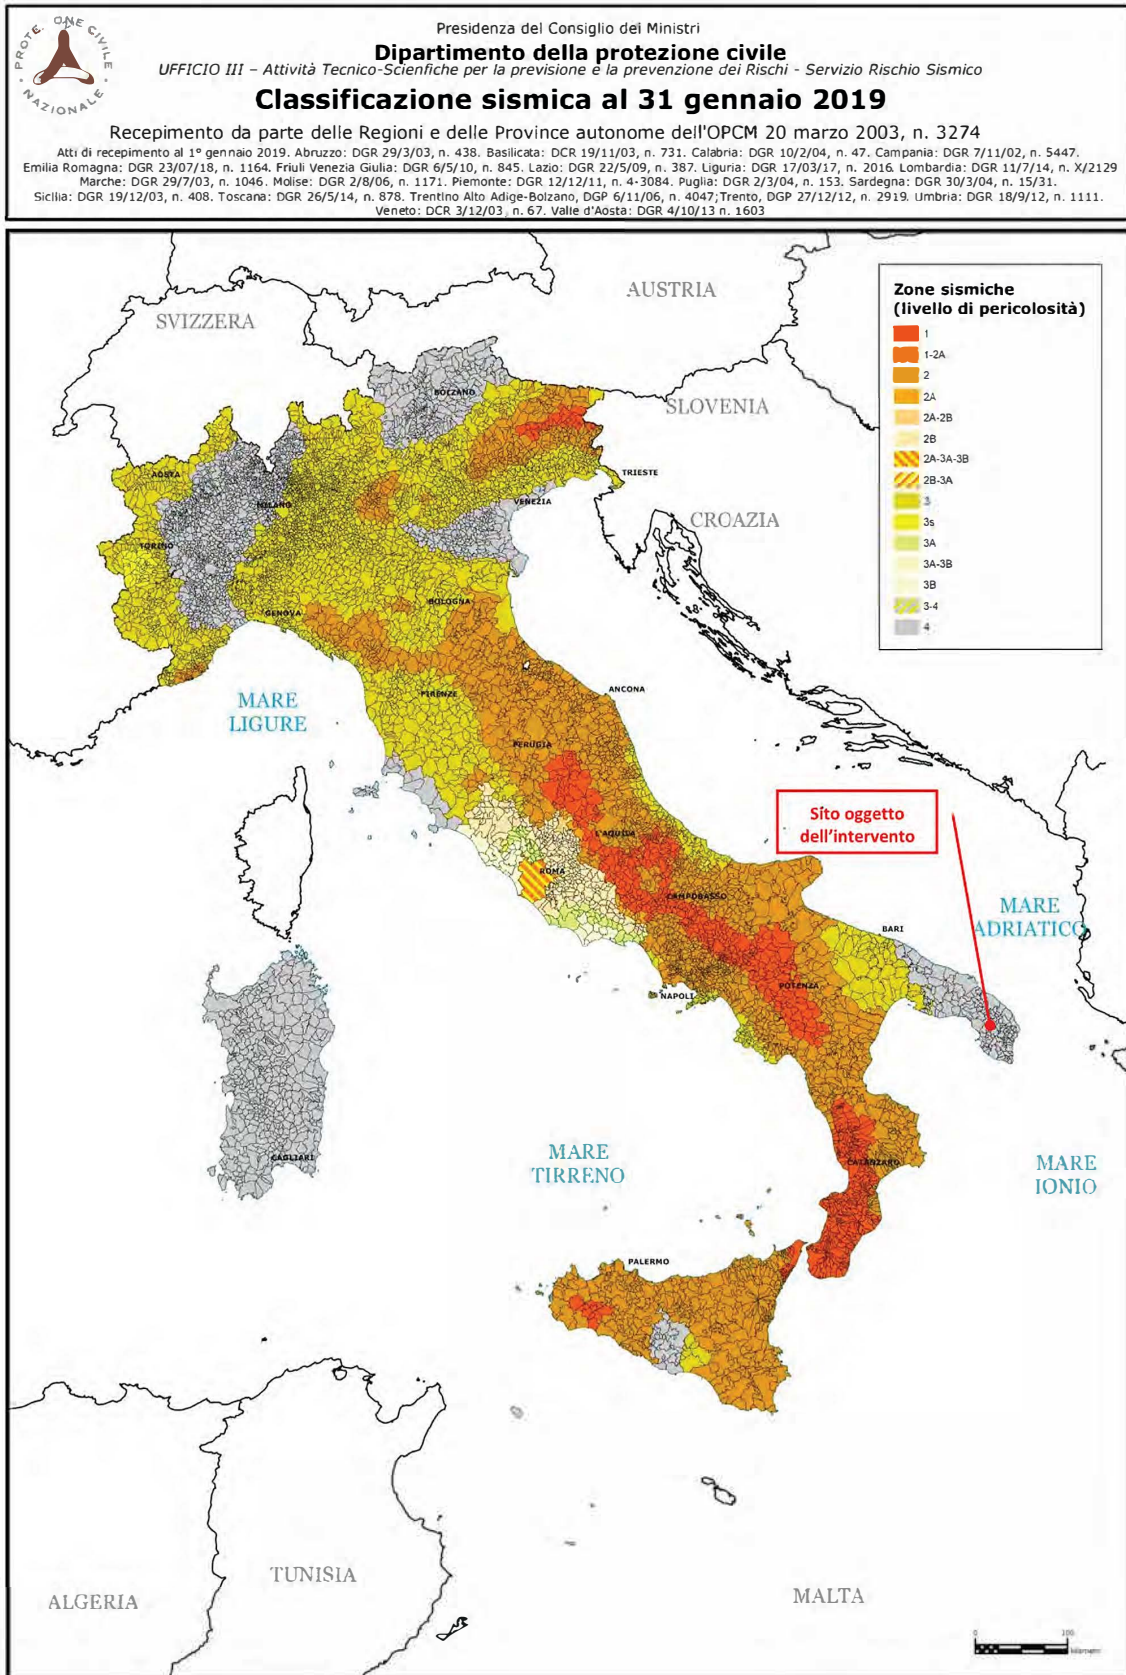 PROTE ONE CIVILE
NAZIONALE
Presidenza del Consiglio dei Ministri
Dipartimento della protezione civile
UFFICIO III – Attività Tecnico-Scienfiche per la previsione e la prevenzione dei Rischi - Servizio Rischio Sismico
Classificazione sismica al 31 gennaio 2019
Recepimento da parte delle Regioni e delle Province autonome dell'OPCM 20 marzo 2003, n. 3274
Atti di recepimento al 1° gennaio 2019. Abruzzo: DGR 29/3/03, n. 438. Basilicata: DCR 19/11/03, n. 731. Calabria: DGR 10/2/04, n. 47. Campania: DGR 7/11/02, n. 5447.
Emilia Romagna: DGR 23/07/18, n. 1164. Friuli Venezia Giulia: DGR 6/5/10, n. 845. Lazio: DGR 22/5/09, n. 387. Liguria: DGR 17/03/17, n. 2016. Lombardia: DGR 11/7/14, n. X/2129
Marche: DGR 29/7/03, n. 1046. Molise: DGR 2/8/06, n. 1171. Piemonte: DGR 12/12/11, n. 4-3084. Puglia: DGR 2/3/04, n. 153. Sardegna: DGR 30/3/04, n. 15/31.
Sicilia: DGR 19/12/03, n. 408. Toscana: DGR 26/5/14, n. 878. Trentino Alto Adige-Bolzano, DGP 6/11/06, n. 4047; Trento, DGP 27/12/12, n. 2919. Umbria: DGR 18/9/12, n. 1111.
Veneto: DCR 3/12/03, n. 67. Valle d'Aosta: DGR 4/10/13 n. 1603
Zone sismiche
(livello di pericolosità)
1
1-2A
2
2A
2A-2B
2B
2A-3A-3B
2B-3A
3
3s
3A
3A-3B
3B
3-4
4
AUSTRIA
SVIZZERA
BOLZANO
SLOVENIA
AOSTA
TRIESTE
MILANO
VENEZIA
CROAZIA
TORINO
BOLOGNA
GENOVA
ANCONA
FIRENZE
MARE
LIGURE
PERUGIA
Sito oggetto
dell'intervento
L'AQUILA
ROMA
CAMPOBASSO
MARE
ADRIATICO
BARI
POTENZA
NAPOLI
CAGLIARI
MARE
TIRRENO
CATANZARO
MARE
IONIO
PALERMO
TUNISIA
ALGERIA
MALTA
0 100
kilometri